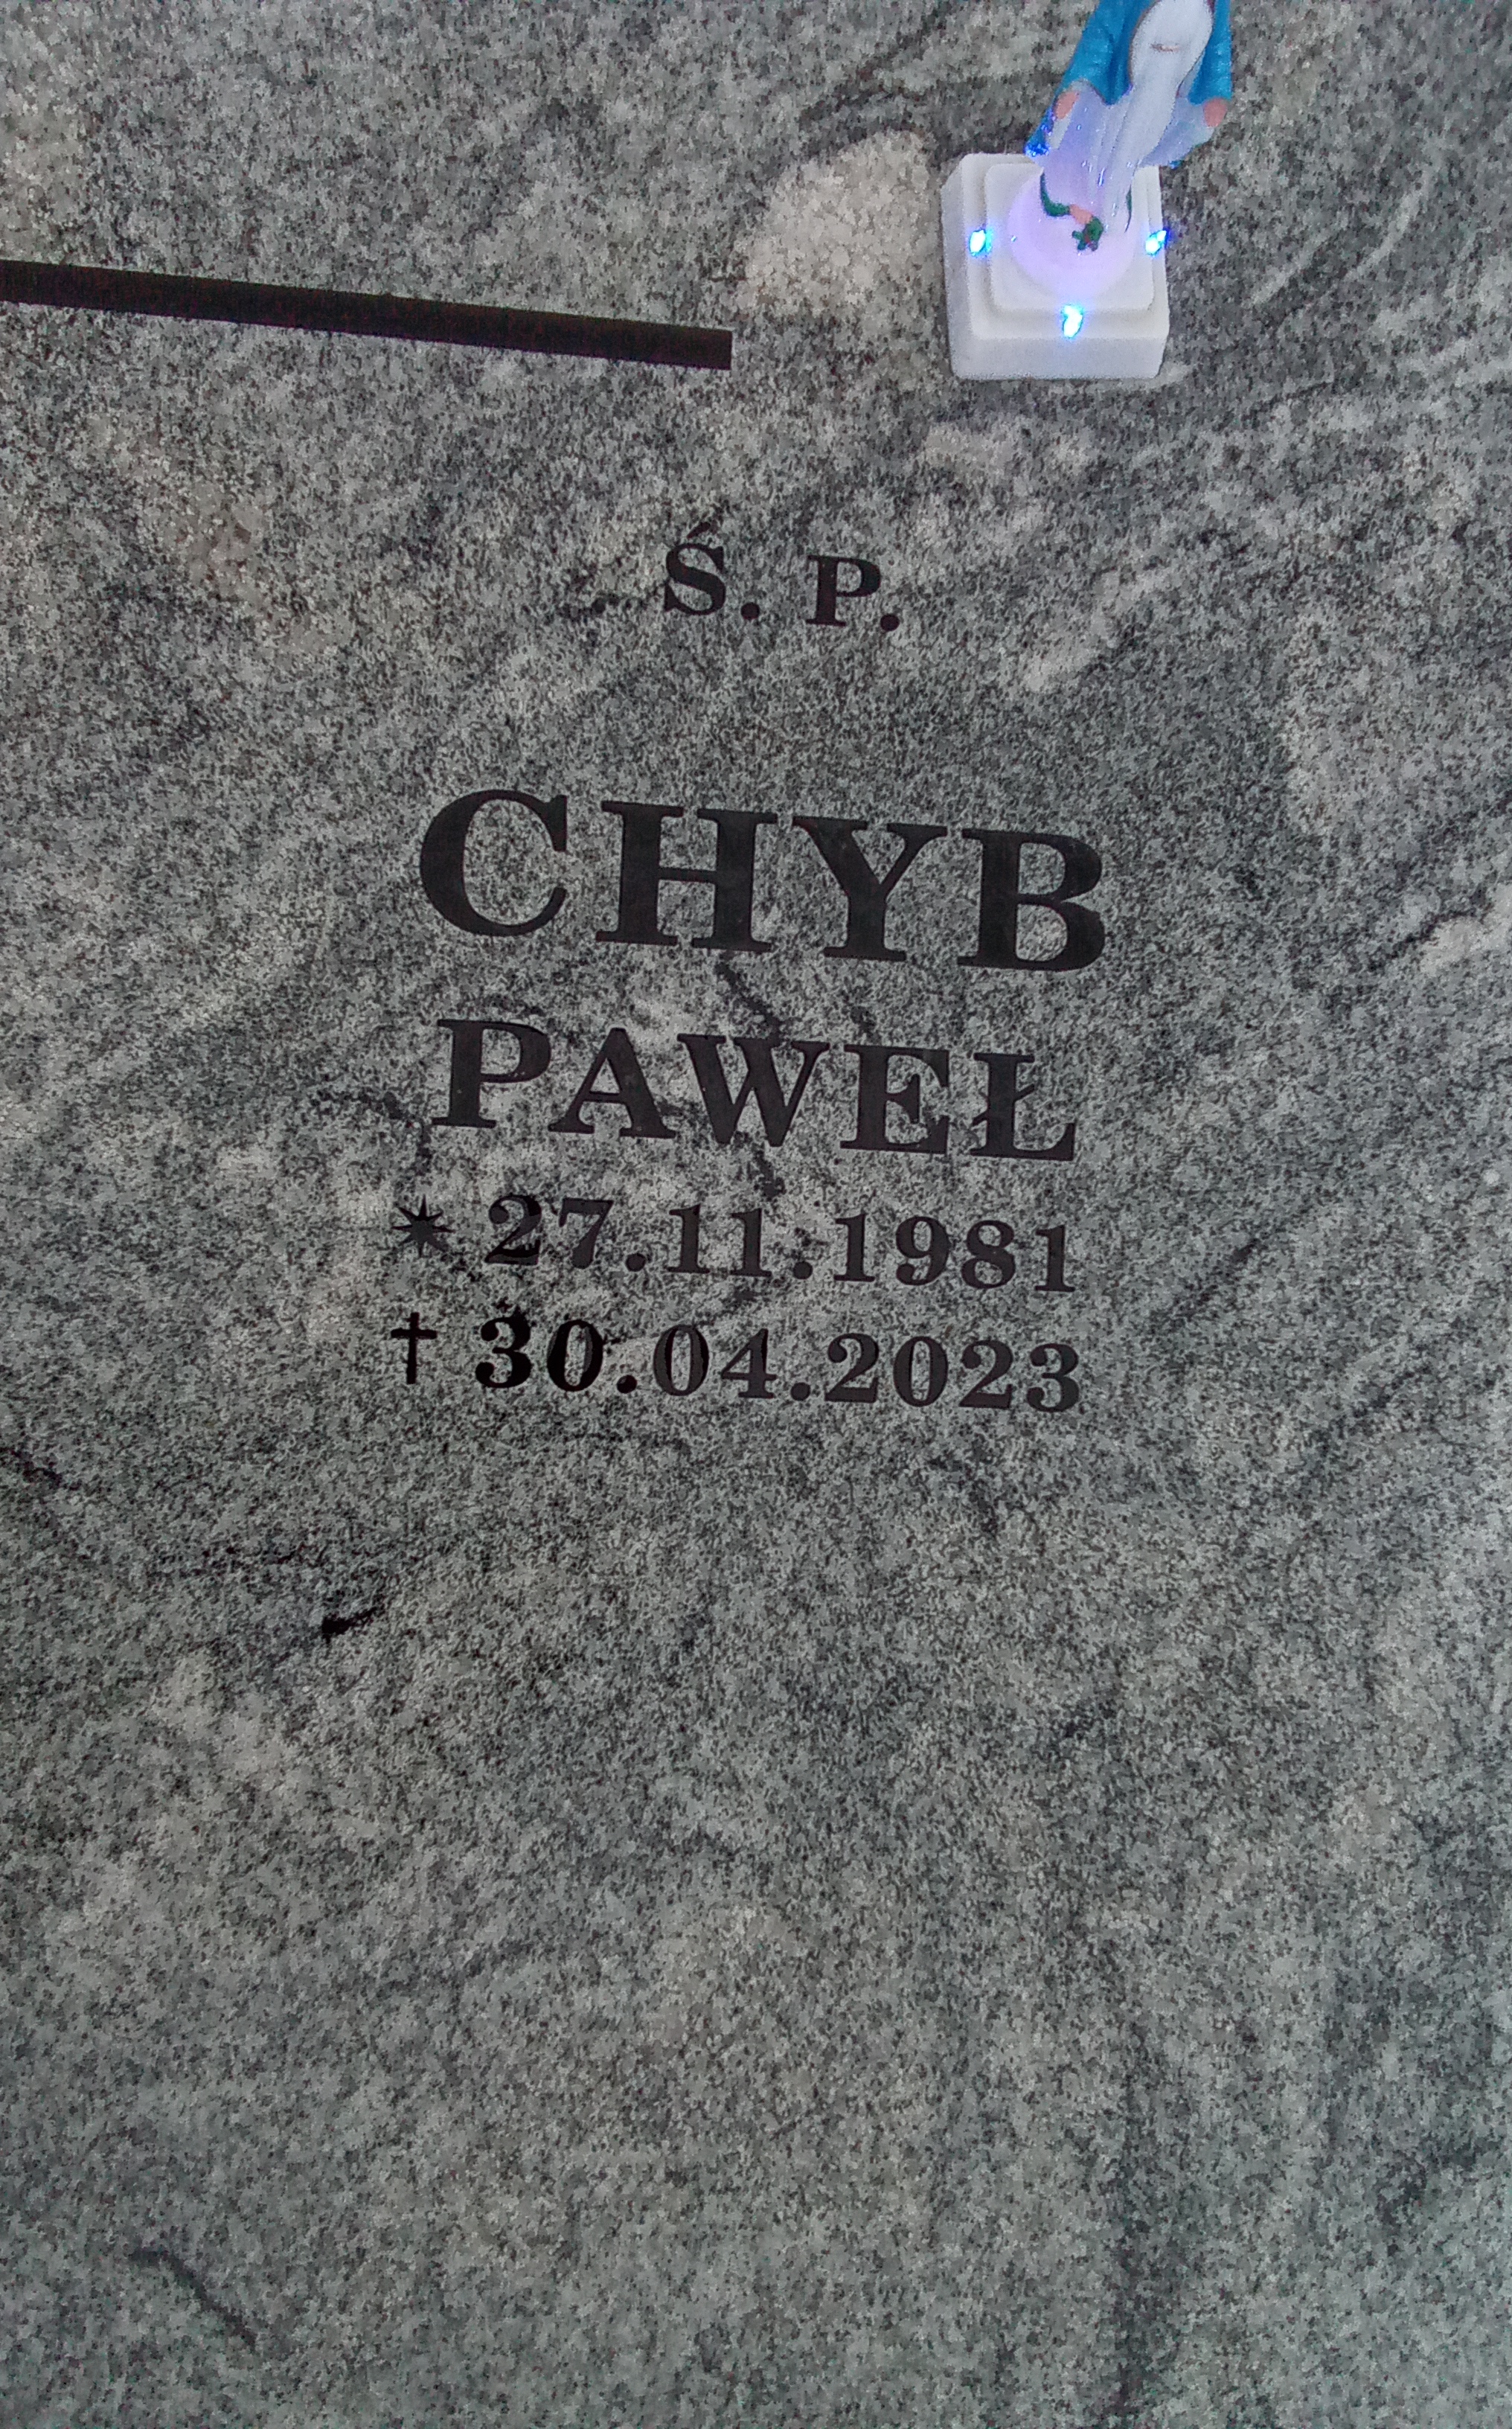 Ś. P.
CHYB
PAWEŁ
* 27.11.1981
† 30.04.2023